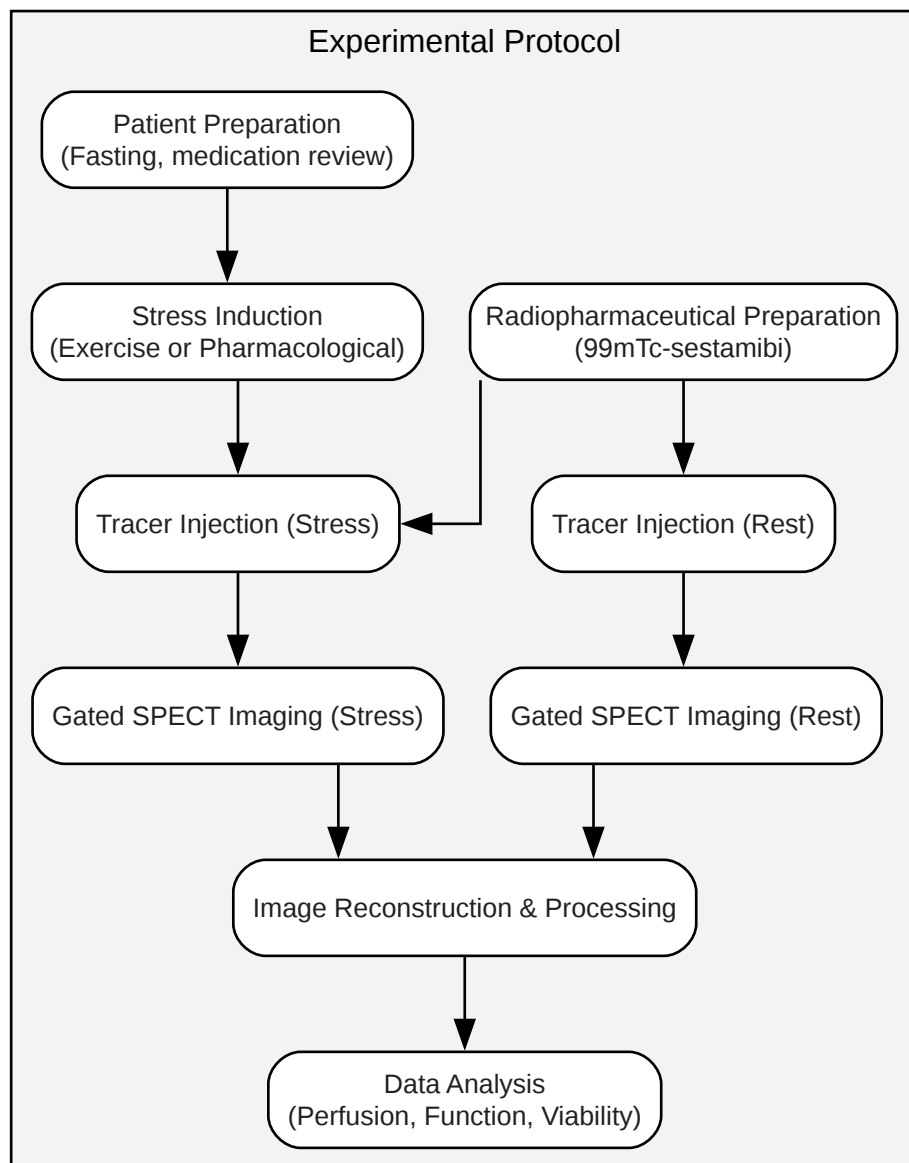 Experimental Protocol
Patient Preparation
(Fasting, medication review)
Stress Induction
(Exercise or Pharmacological)
Radiopharmaceutical Preparation
(99mTc-sestamibi)
Tracer Injection (Stress)
Tracer Injection (Rest)
Gated SPECT Imaging (Stress)
Gated SPECT Imaging (Rest)
Image Reconstruction & Processing
Data Analysis
(Perfusion, Function, Viability)